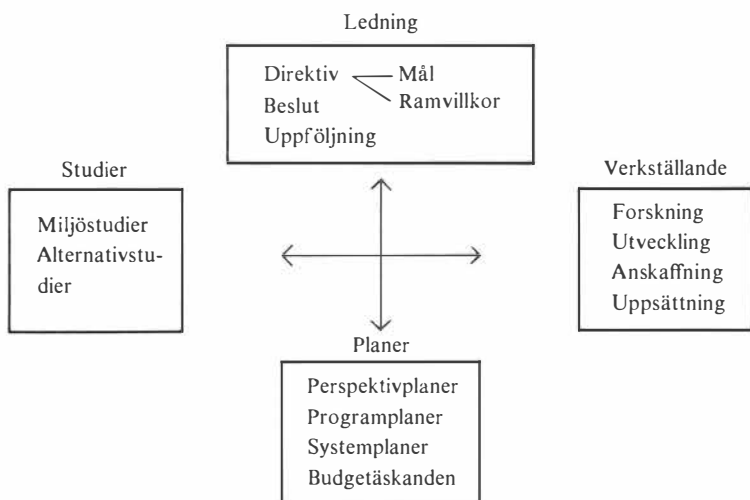 Ledning
Direktiv Mål
Ramvillkor
Beslut
Uppföljning
Studier
Miljöstudier
Alternativstu-
dier
Verkställande
Forskning
Utveckling
Anskaffning
Uppsättning
Planer
Perspektivplaner
Programplaner
Systemplaner
Budgetäskanden